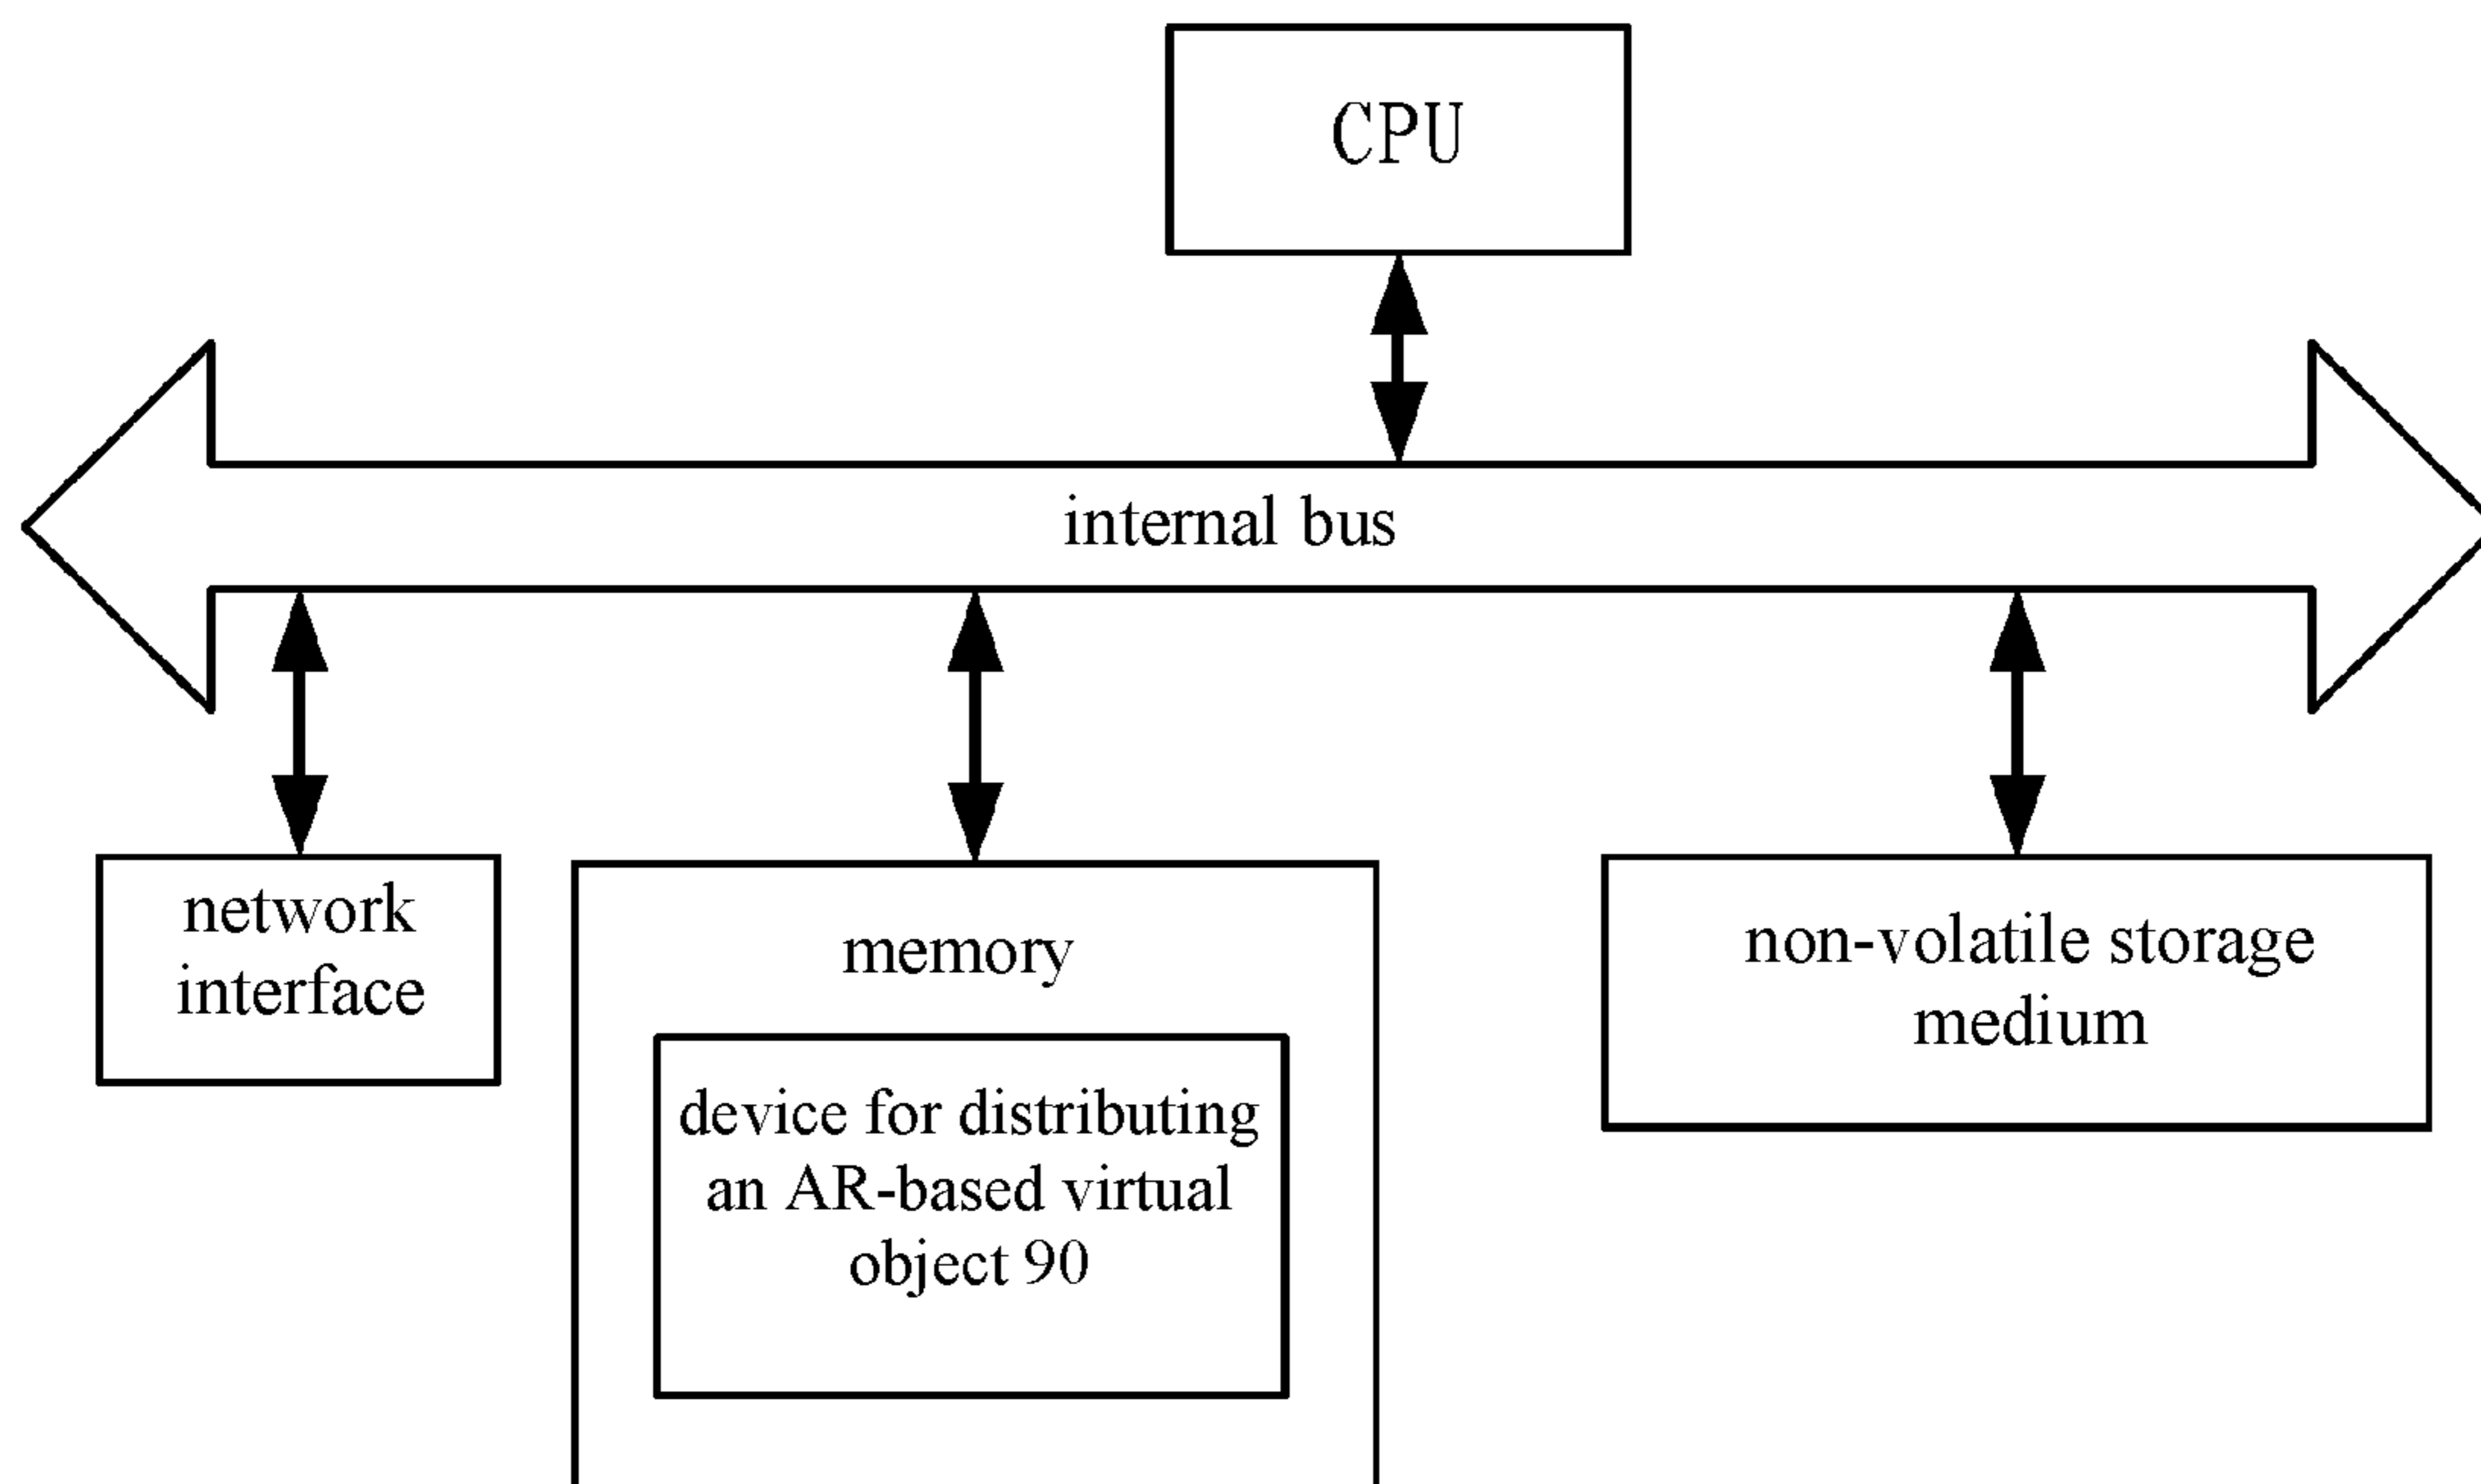 CPU
internal bus
network
interface
memory
device for distributing
an AR-based virtual
object 90
non-volatile storage
medium